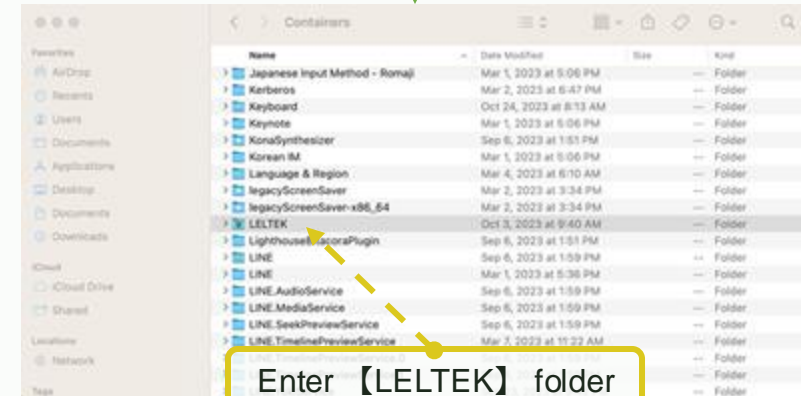 Containers
Favorites
Name Date Modified Size Kind
AirDrop
Japanese Input Method - Romaji Mar 1, 2023 at 5:06 PM -- Folder
Recents
Kerberos Mar 2, 2023 at 6:47 PM -- Folder
Keyboard Oct 24, 2023 at 8:13 AM -- Folder
Users
Keynote Mar 1, 2023 at 5:06 PM -- Folder
Documents
KonaSynthesizer Sep 6, 2023 at 1:51 PM -- Folder
Korean IM Mar 1, 2023 at 5:06 PM -- Folder
Applications
Language & Region Mar 4, 2023 at 6:10 AM -- Folder
Desktop
legacyScreenSaver Mar 2, 2023 at 3:34 PM -- Folder
legacyScreenSaver-x86_64 Mar 2, 2023 at 3:34 PM -- Folder
Documents
LELTEK Oct 3, 2023 at 9:40 AM -- Folder
Downloads
Sep 6, 2023 at 1:51 PM -- Folder
LINE Sep 6, 2023 at 1:59 PM -- Folder
iCloud
LINE Mar 1, 2023 at 5:36 PM -- Folder
iCloud Drive
LINE.AudioService Sep 6, 2023 at 1:59 PM -- Folder
Shared
LINE.MediaService Sep 6, 2023 at 1:59 PM -- Folder
LINE.SeekPreviewService Sep 6, 2023 at 1:59 PM -- Folder
Locations
LINE.TimelinePreviewService Mar 7, 2023 at 11:22 AM -- Folder
Network
-- Folder
-- Folder
Tags
-- Folder
Enter 【LELTEK】 folder